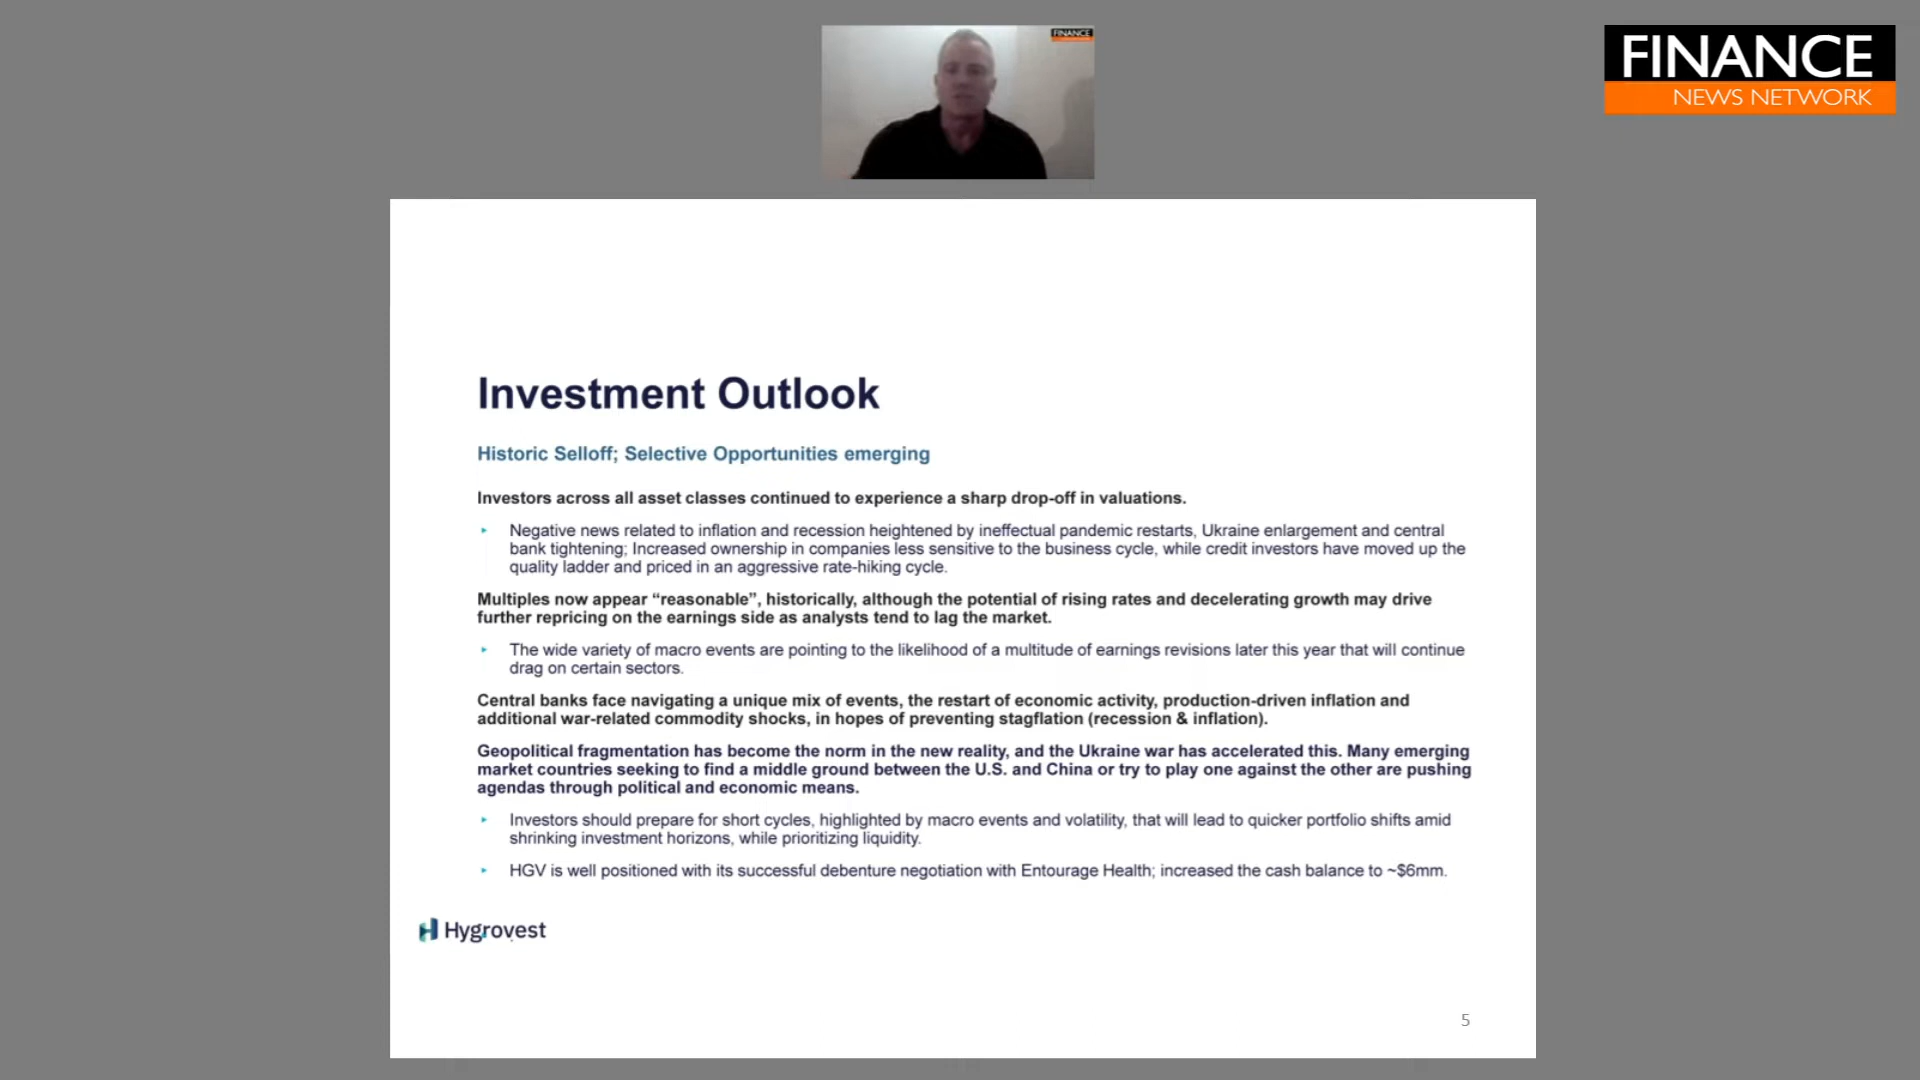 FINANCE
FINANCE
NEWS NETWORK
Investment Outlook
Historic Selloff; Selective Opportunities emerging
Investors across all asset classes continued to experience a sharp drop-off in valuations.
Negative news related to inflation and recession heightened by ineffectual pandemic restarts, Ukraine enlargement and central
bank tightening; Increased ownership in companies less sensitive to the business cycle, while credit investors have moved up the
quality ladder and priced in an aggressive rate-hiking cycle.
Multiples now appear “reasonable”, historically, although the potential of rising rates and decelerating growth may drive
further repricing on the earnings side as analysts tend to lag the market.
The wide variety of macro events are pointing to the likelihood of a multitude of earnings revisions later this year that will continue
drag on certain sectors.
Central banks face navigating a unique mix of events, the restart of economic activity, production-driven inflation and
additional war-related commodity shocks, in hopes of preventing stagflation (recession & inflation).
Geopolitical fragmentation has become the norm in the new reality, and the Ukraine war has accelerated this. Many emerging
market countries seeking to find a middle ground between the U.S. and China or try to play one against the other are pushing
agendas through political and economic means.
Investors should prepare for short cycles, highlighted by macro events and volatility, that will lead to quicker portfolio shifts amid
shrinking investment horizons, while prioritizing liquidity.
HGV is well positioned with its successful debenture negotiation with Entourage Health; increased the cash balance to ~$6mm.
Hygrovest
5